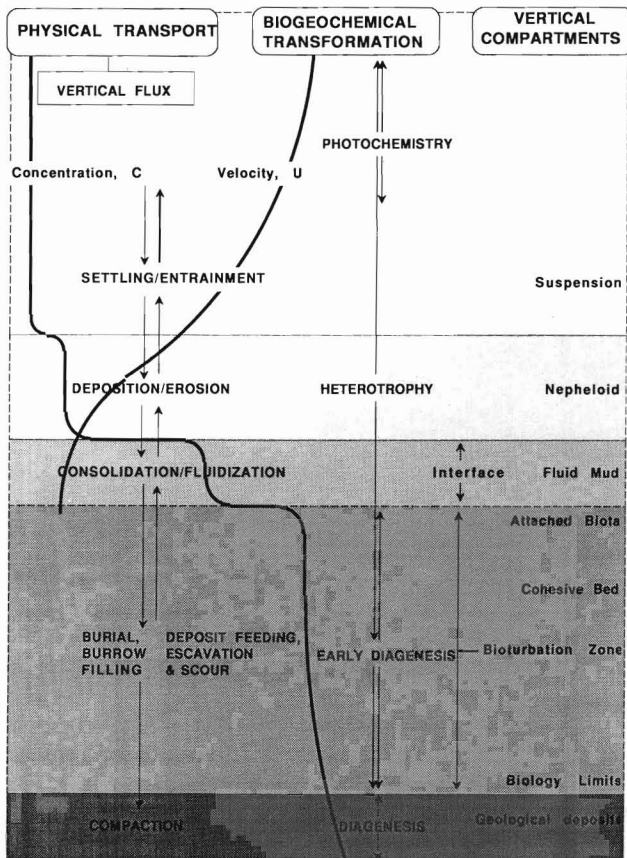 PHYSICAL TRANSPORT
BIOGEOCHEMICAL
TRANSFORMATION
VERTICAL
COMPARTMENTS
VERTICAL FLUX
PHOTOCHEMISTRY
Concentration, C
Velocity, U
SETTLING/ENTRAINMENT
Suspension
DEPOSITION/EROSION
HETEROTROPHY
Nepheloid
CONSOLIDATION/FLUIDIZATION
Interface
Fluid Mud
Attached Biota
Cohesive Bed
BURIAL,
BURROW
FILLING
DEPOSIT FEEDING,
ESCAVATION
& SCOUR
EARLY DIAGENESIS
Bioturbation Zone
Biology Limits
COMPACTION
DIAGENESIS
Geological deposits